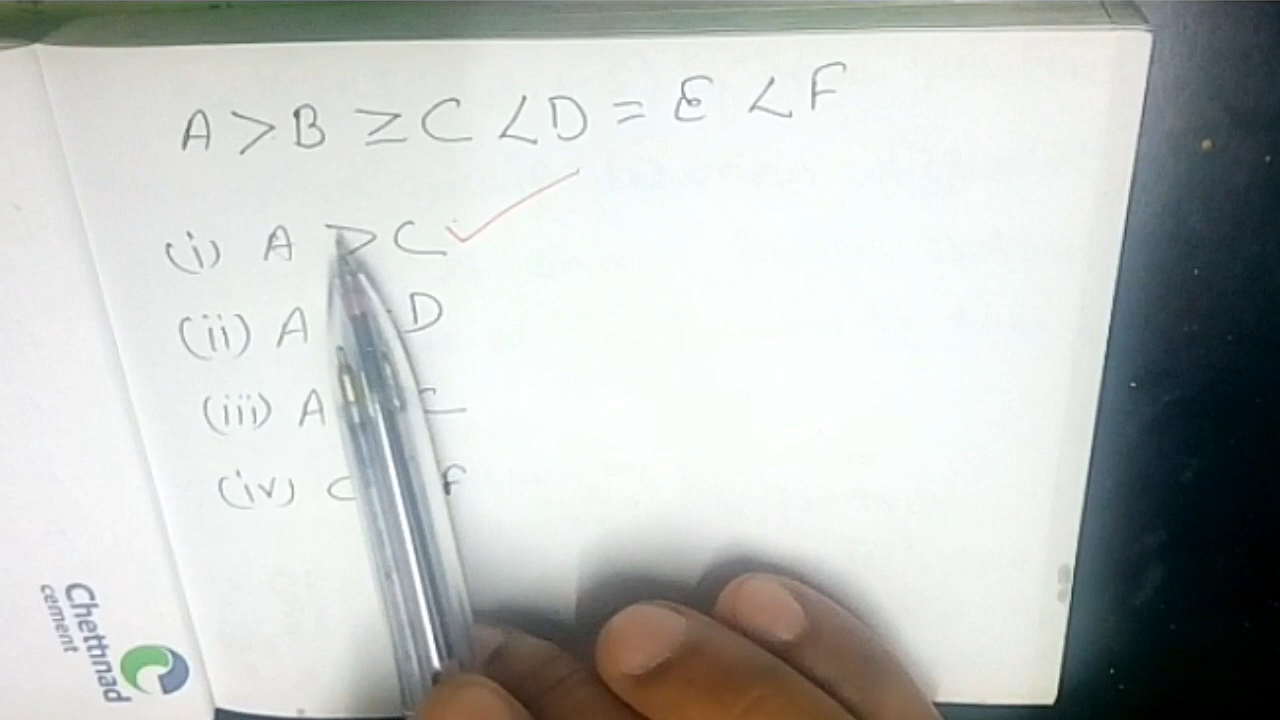 A > B ≥ C < D = E < F
(i) A > C
(ii) A D
(iii) A
(iv) C F
Chettinad
cement